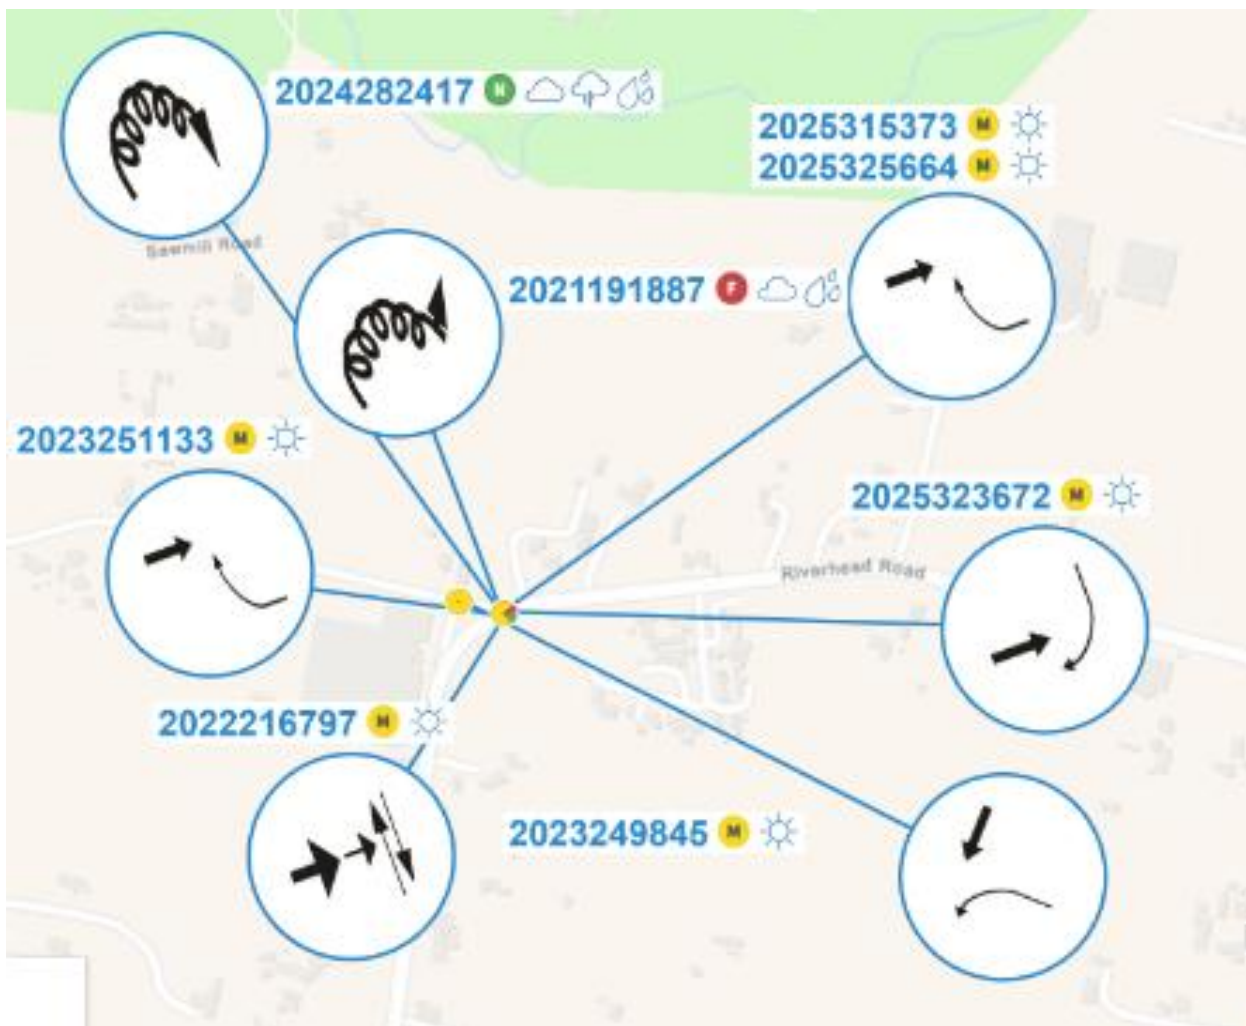 2024282417 N
2025315373 M
2025325664 M
Sawmill Road
2021191887 F
2023251133 M
2025323672 M
Riverhead Road
2022216797 M
2023249845 M